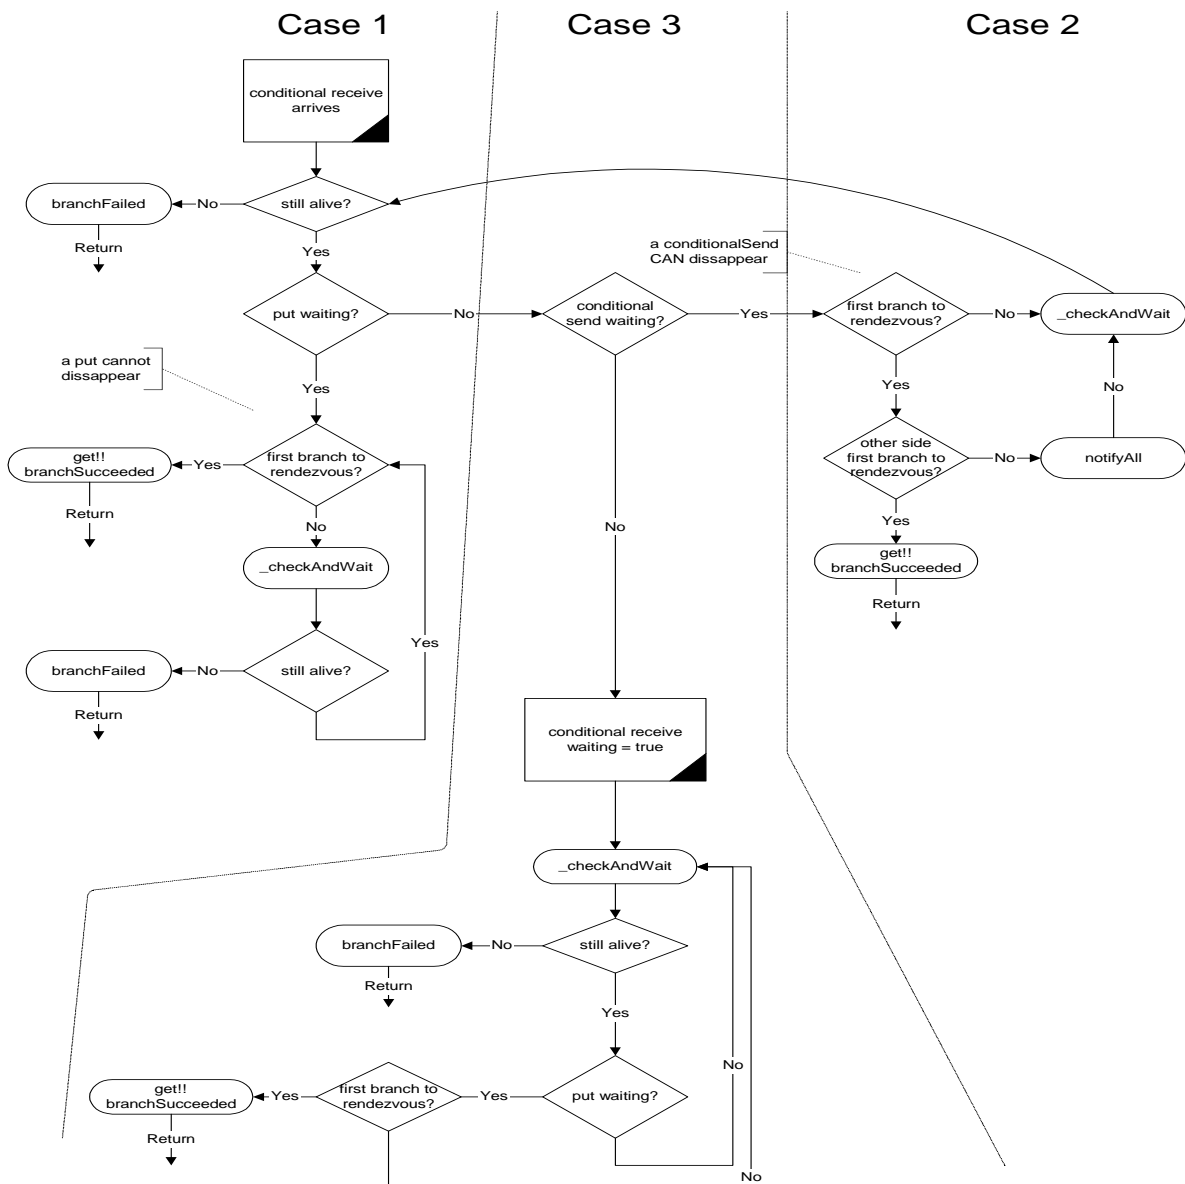 Case 1
Case 3
Case 2
conditional receive
arrives
branchFailed
No
still alive?
Return
Yes
a conditionalSend
CAN dissappear
put waiting?
No
conditional
send waiting?
Yes
first branch to
rendezvous?
No
_checkAndWait
a put cannot
dissappear
Yes
Yes
No
get!!
branchSucceeded
Yes
first branch to
rendezvous?
other side
first branch to
rendezvous?
No
notifyAll
Return
No
No
Yes
_checkAndWait
get!!
branchSucceeded
Return
Yes
branchFailed
No
still alive?
Return
conditional receive
waiting = true
_checkAndWait
branchFailed
No
still alive?
Return
Yes
No
get!!
branchSucceeded
Yes
first branch to
rendezvous?
Yes
put waiting?
Return
No